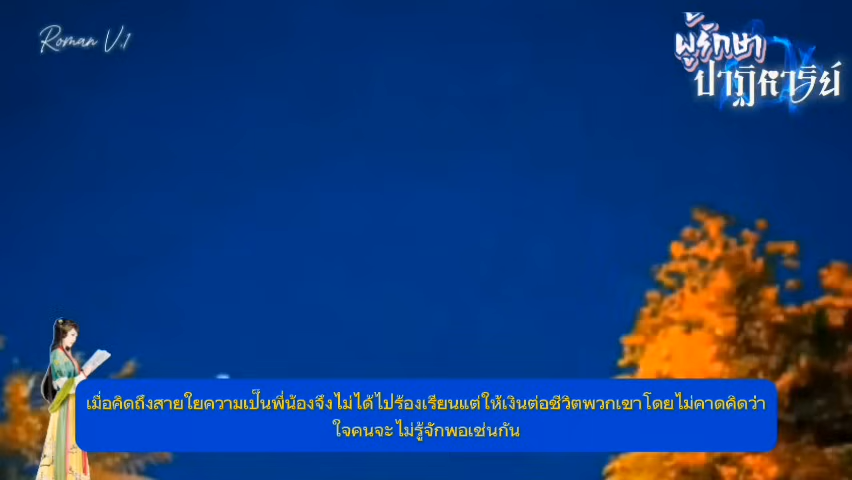 Roman V.1
ผู้รักษา
ปาฏิหาริย์
เมื่อคิดถึงสายใยความเป็นพี่น้องจึงไม่ได้ไปร้องเรียนแต่ให้เงินต่อชีวิตพวกเขาโดยไม่คาดคิดว่า
ใจคนจะไม่รู้จักพอเช่นกัน